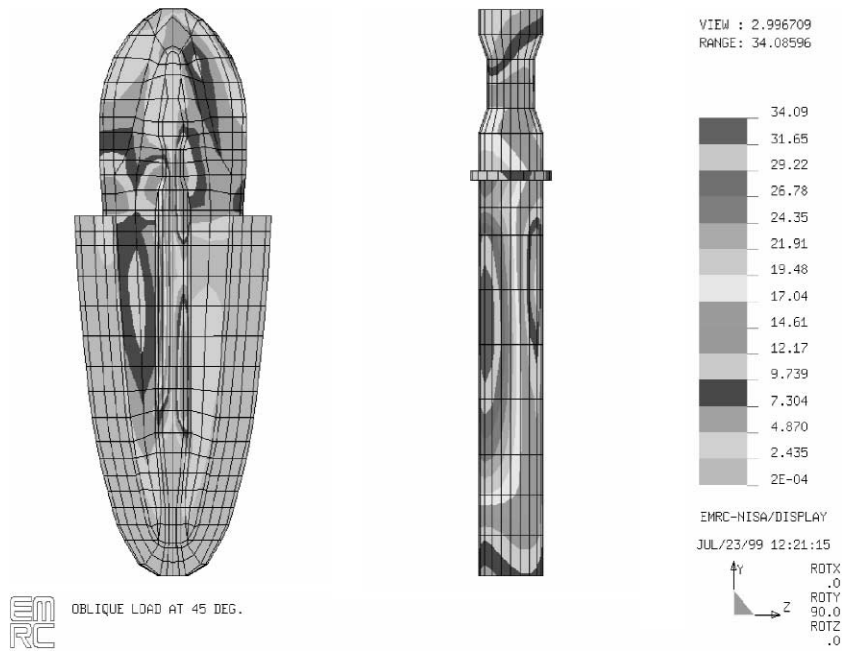 VIEW : 2.996709
RANGE: 34.08596
34.09
31.65
29.22
26.78
24.35
21.91
19.48
17.04
14.61
12.17
9.739
7.304
4.870
2.435
2E-04
EMRC-NISA/DISPLAY
JUL/23/99 12:21:15
Y
Z
ROTX
.0
ROTY
90.0
ROTZ
.0
EM
RC
OBLIQUE LOAD AT 45 DEG.